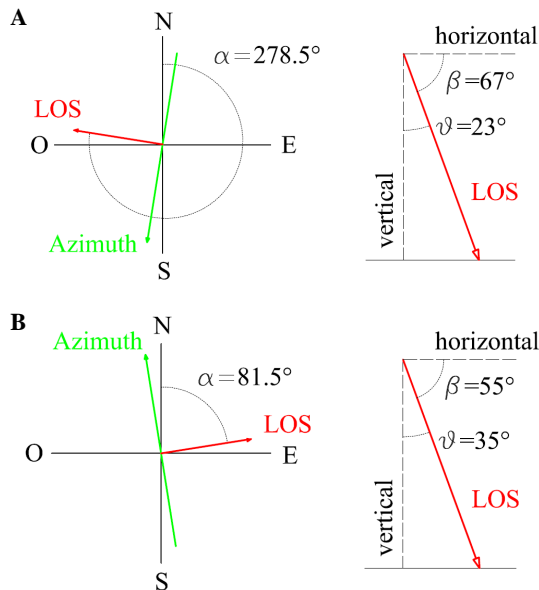 A
N
α=278.5°
LOS
O
E
Azimuth
S
horizontal
β=67°
ϑ=23°
vertical
LOS
B
N
Azimuth
α=81.5°
LOS
O
E
S
horizontal
β=55°
ϑ=35°
vertical
LOS